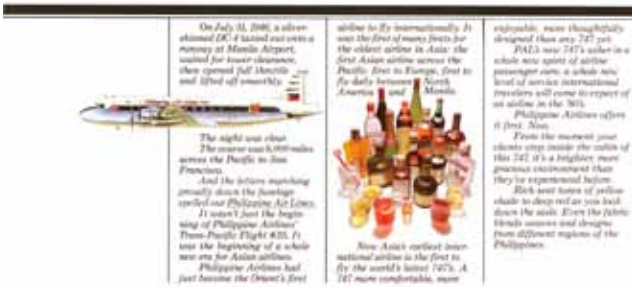 On July 31, 1946, a silver-
skinned DC-4 taxied out onto a
runway at Manila Airport,
waited for tower clearance,
then opened full throttle
and lifted off smoothly.
The night was clear.
The course was 8,000 miles
across the Pacific to San
Francisco.
And the letters marching
proudly down the fuselage
spelled out Philippine Air Lines.
It wasn't just the begin-
ning of Philippine Airlines'
Trans-Pacific Flight
was the beginning of a whole
new era for Asian airlines.
Philippine Airlines had
just become the Orient's first
airline to fly internationally. It
was the first of many firsts for
the oldest airline in Asia: the
first Asian airline across the
Pacific, first to Europe, first to
fly daily between North
America and Manila.
Now Asia's earliest inter-
national airline is the first to
fly the world's latest 747's. A
747 more comfortable, more
enjoyable, more thoughtfully
designed than any 747 yet.
PAL's new 747's usher in a
whole new spirit of airline
passenger care, a whole new
level of service international
travelers will come to expect of
an airline in the '80's.
Philippine Airlines offers
it first. Now.
From the moment your
clients step inside the cabin of
this 747, it's a brighter, more
gracious environment than
they've experienced before.
Rich seat tones of yellow
shade to deep red as you look
down the aisle. Even the fabric
blends weaves and designs
from different regions of the
Philippines.